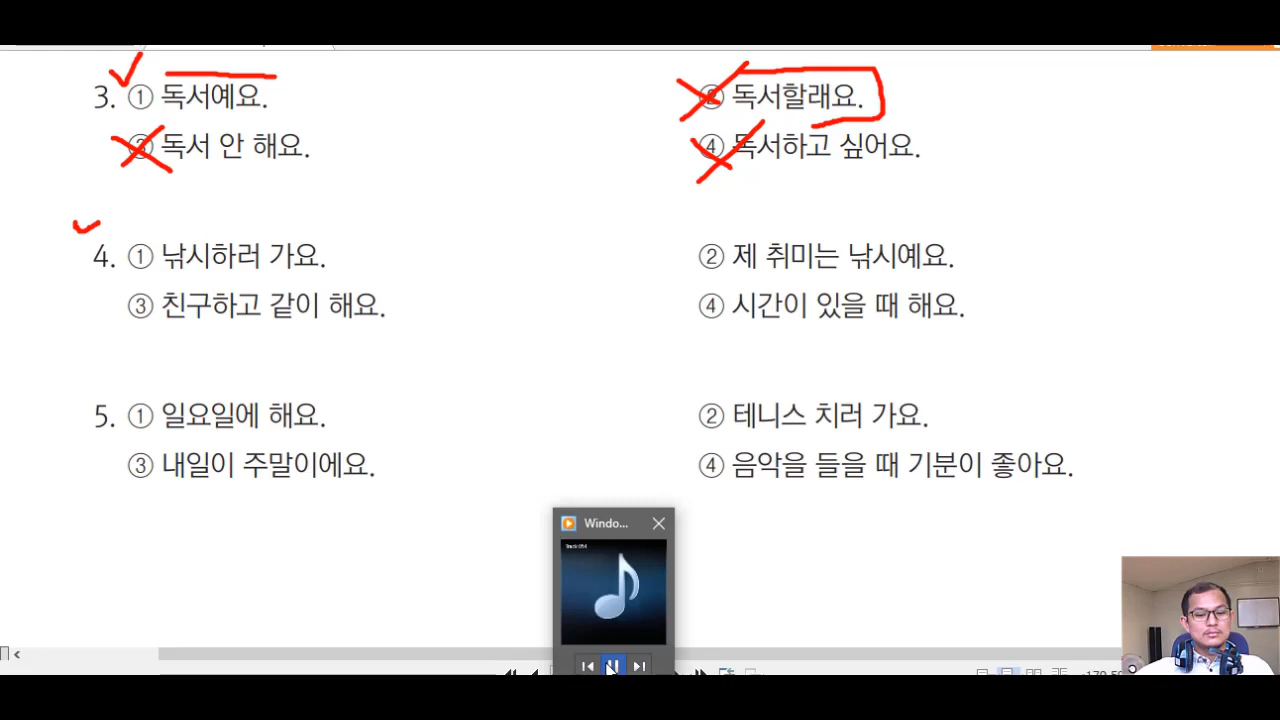 3. ① 독서예요. ② 독서할래요.
③ 독서 안 해요. ④ 독서하고 싶어요.
4. ① 낚시하러 가요. ② 제 취미는 낚시예요.
③ 친구하고 같이 해요. ④ 시간이 있을 때 해요.
5. ① 일요일에 해요. ② 테니스 치러 가요.
③ 내일이 주말이에요. ④ 음악을 들을 때 기분이 좋아요.
Windo...